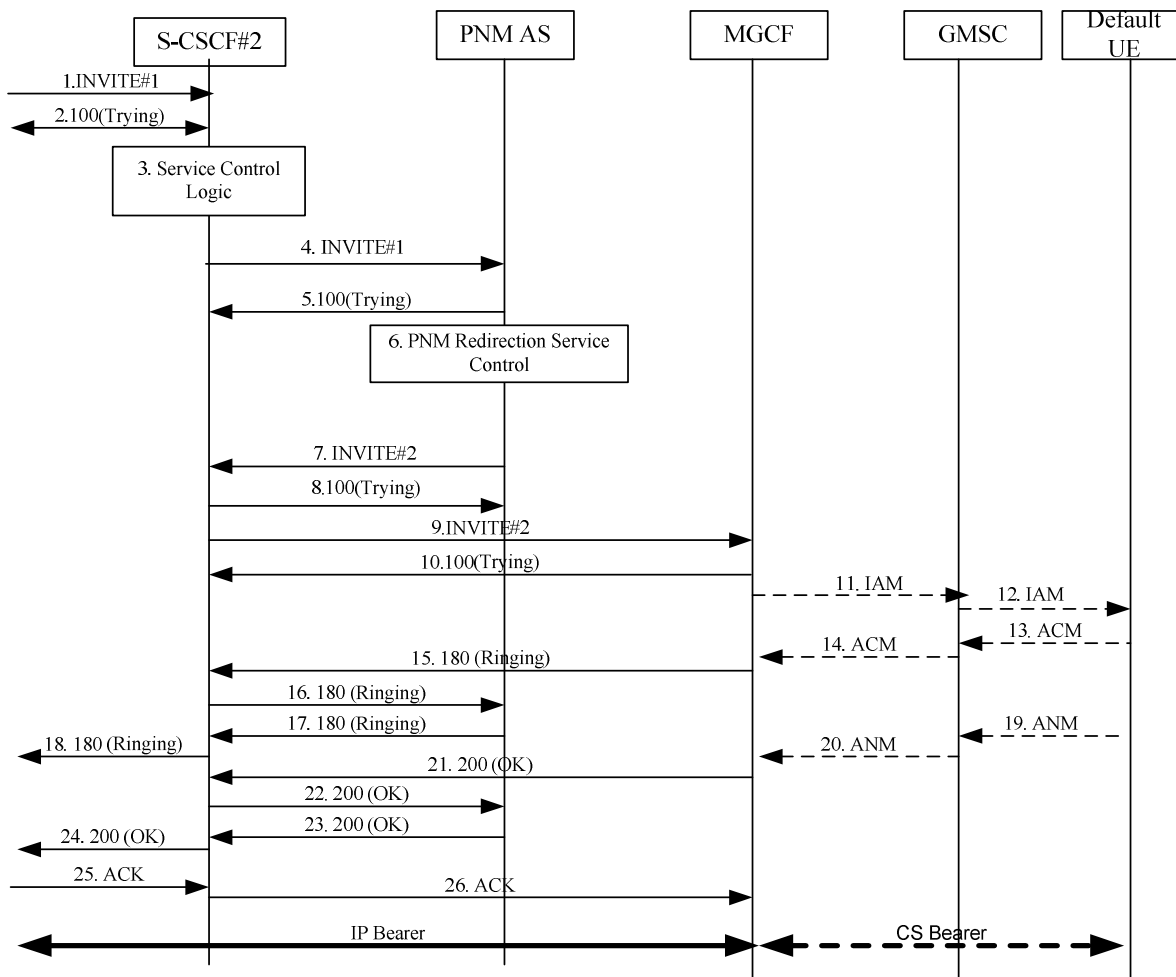 S-CSCF#2
PNM AS
MGCF
GMSC
Default
UE
1.INVITE#1
2.100(Trying)
3. Service Control
Logic
4. INVITE#1
5.100(Trying)
6. PNM Redirection Service
Control
7. INVITE#2
8.100(Trying)
9.INVITE#2
10.100(Trying)
11. IAM
12. IAM
13. ACM
14. ACM
15. 180 (Ringing)
16. 180 (Ringing)
17. 180 (Ringing)
18. 180 (Ringing)
19. ANM
20. ANM
21. 200 (OK)
22. 200 (OK)
23. 200 (OK)
24. 200 (OK)
25. ACK
26. ACK
IP Bearer
CS Bearer